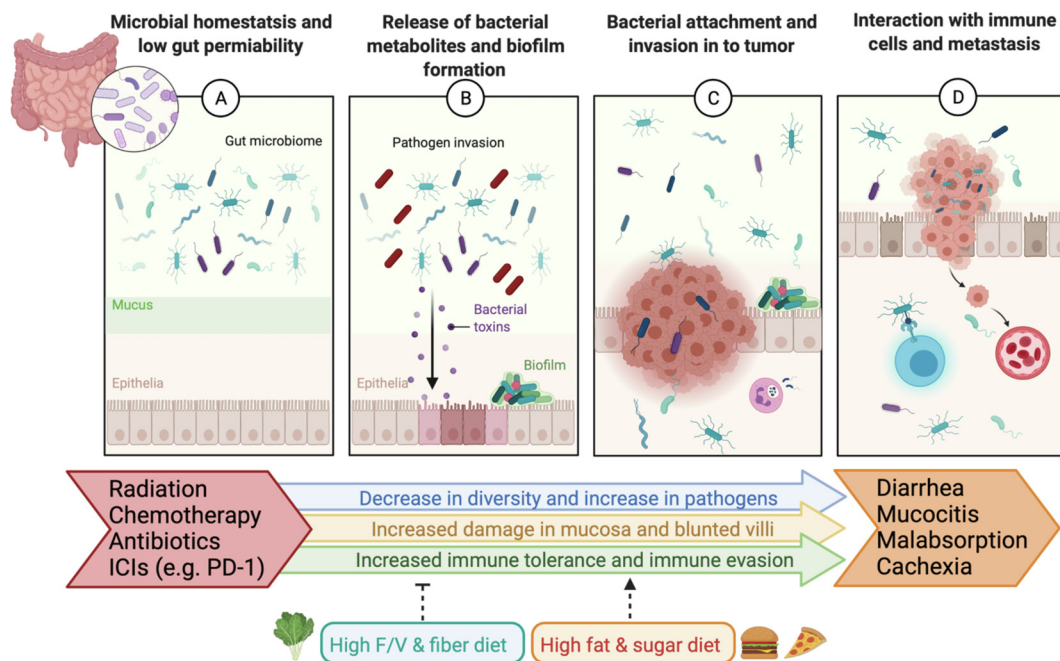 Microbial homestatsis and
low gut permiability
Release of bacterial
metabolites and biofilm
formation
Bacterial attachment and
invasion in to tumor
Interaction with immune
cells and metastasis
A
B
C
D
Gut microbiome
Mucus
Epithelia
Pathogen invasion
Bacterial
toxins
Biofilm
Epithelia
Radiation
Chemotherapy
Antibiotics
ICIs (e.g. PD-1)
Decrease in diversity and increase in pathogens
Increased damage in mucosa and blunted villi
Increased immune tolerance and immune evasion
Diarrhea
Mucocitis
Malabsorption
Cachexia
High F/V & fiber diet
High fat & sugar diet